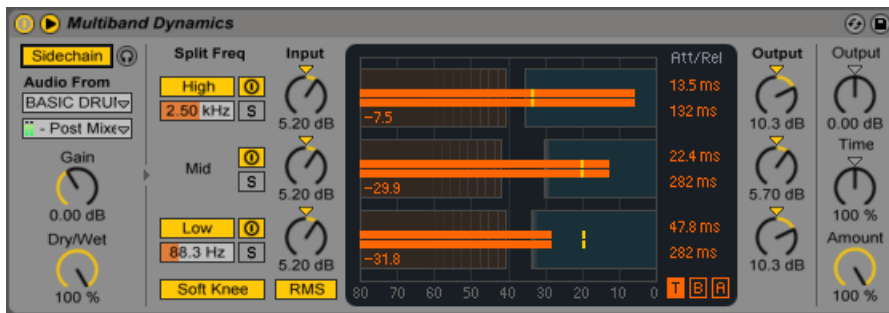 Multiband Dynamics
Sidechain
Audio From
BASIC DRUI
- Post Mixe
Gain
0.00 dB
Dry/Wet
100 %
Split Freq
High
2.50 kHz
S
Mid
S
Low
88.3 Hz
S
Soft Knee
Input
5.20 dB
5.20 dB
5.20 dB
RMS
-7.5
-29.9
-31.8
80 70 60 50 40 30 20 10 0
Att/Rel
13.5 ms
132 ms
22.4 ms
282 ms
47.8 ms
282 ms
T B A
Output
10.3 dB
5.70 dB
10.3 dB
Output
0.00 dB
Time
100 %
Amount
100 %